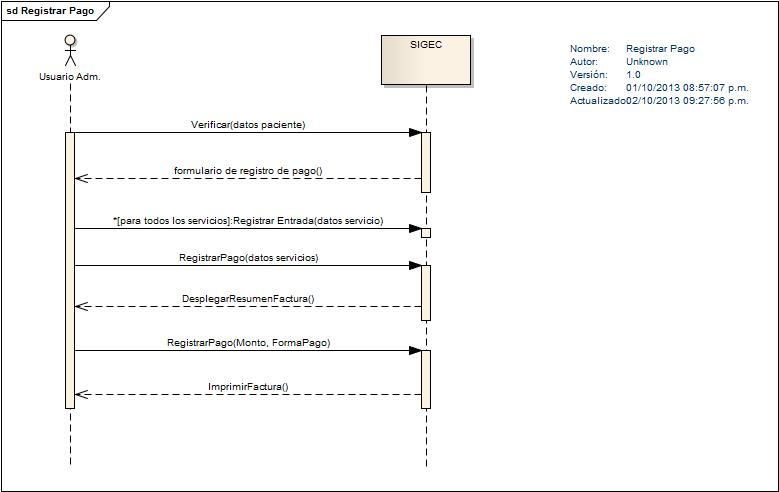 sd Registrar Pago
SIGEC
Usuario Adm.
Nombre: Registrar Pago
Autor: Unknown
Versión: 1.0
Creado: 01/10/2013 08:57:07 p.m.
Actualizado02/10/2013 09:27:56 p.m.
Verificar(datos paciente)
formulario de registro de pago()
*[para todos los servicios]:Registrar Entrada(datos servicio)
RegistrarPago(datos servicios)
DesplegarResumenFactura()
RegistrarPago(Monto, FormaPago)
ImprimirFactura()